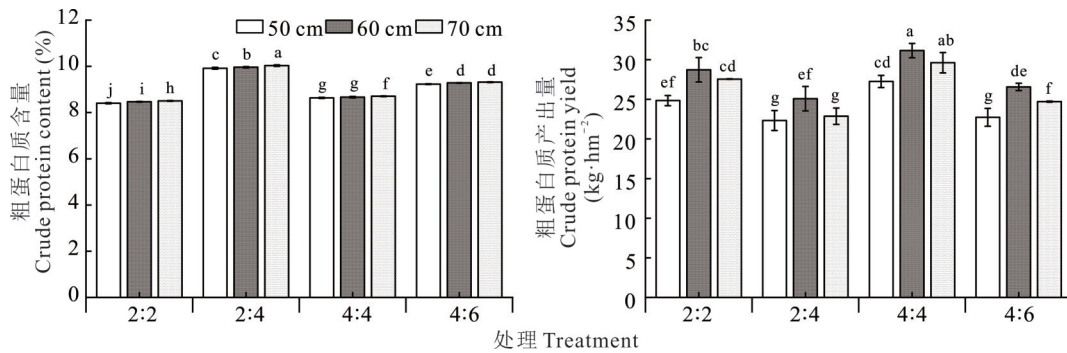 粗蛋白质含量
Crude protein content (%)
12
10
8
6
4
2
0
50 cm 60 cm 70 cm
j i h
c b a
g g f
e d d
2∶2 2∶4 4∶4 4∶6
粗蛋白质产出量
Crude protein yield
(kg·hm⁻²)
35
30
25
20
15
10
5
0
ef bc cd
g ef g
cd a ab
g de f
2∶2 2∶4 4∶4 4∶6
处理 Treatment